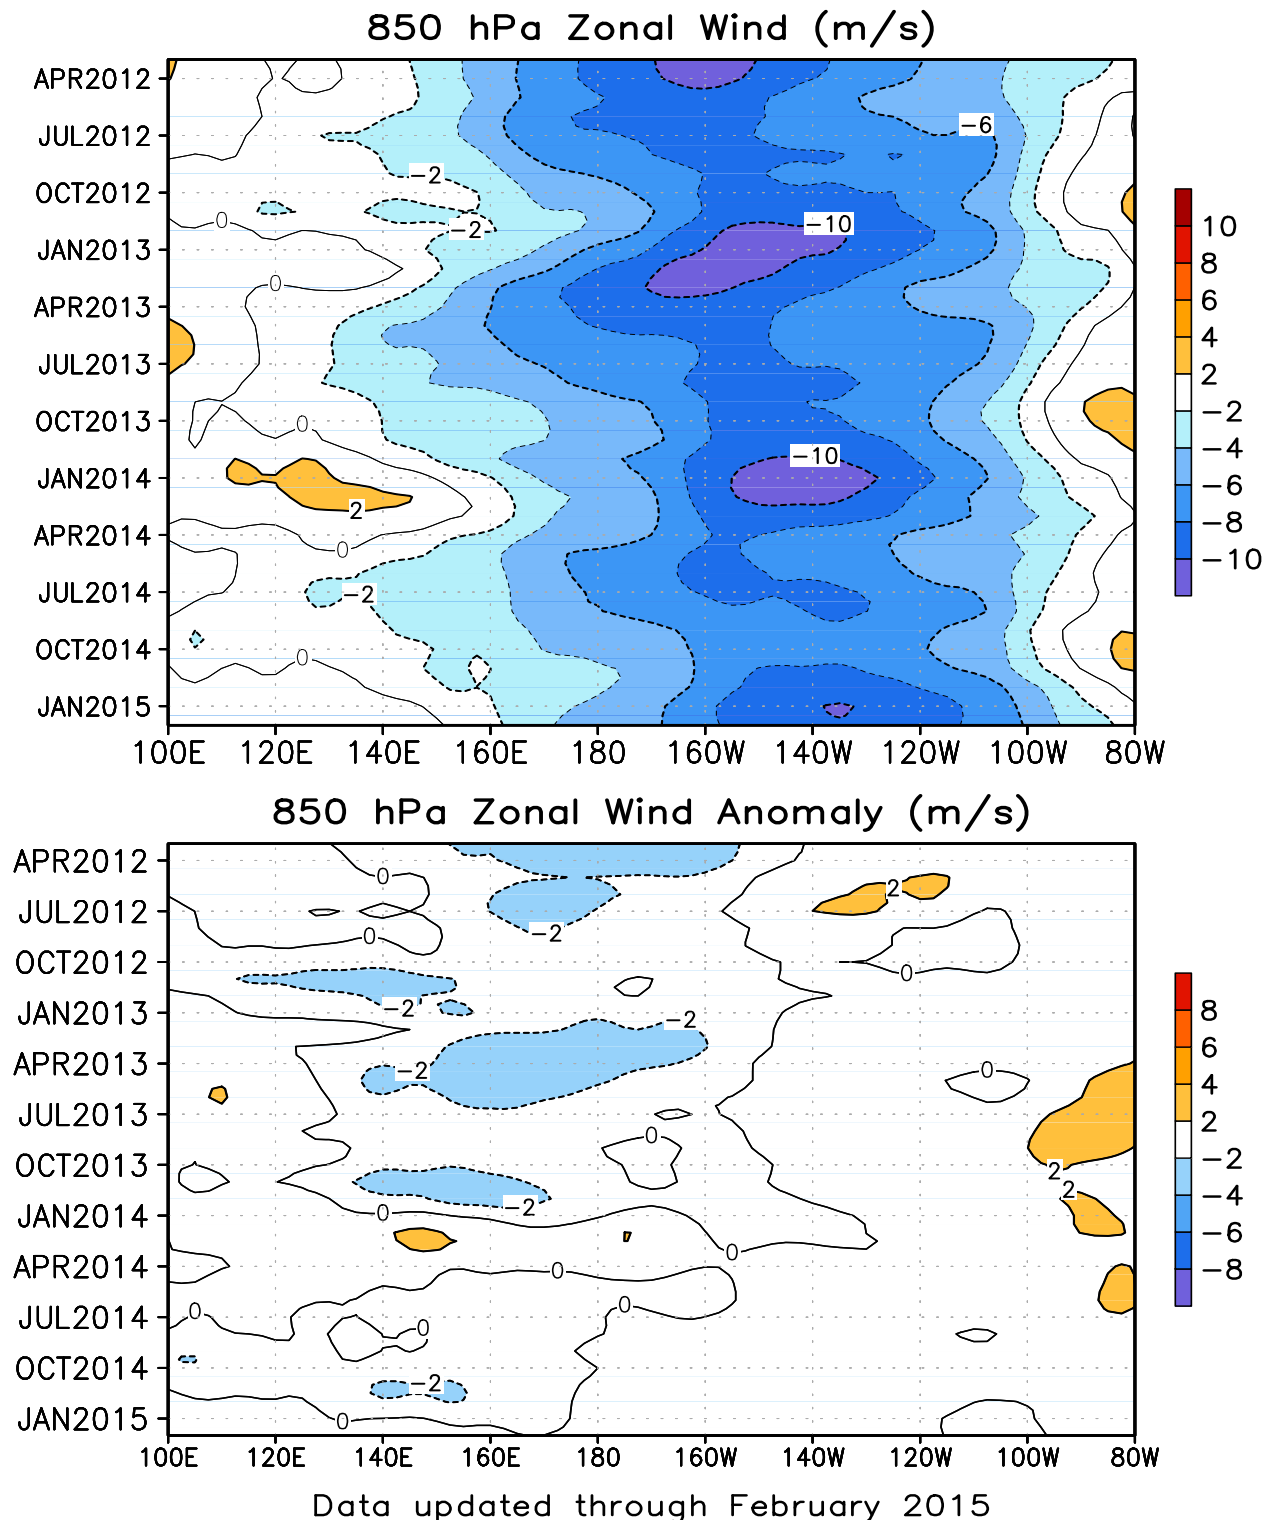 850 hPa Zonal Wind (m/s)
APR2012
JUL2012
OCT2012
JAN2013
APR2013
JUL2013
OCT2013
JAN2014
APR2014
JUL2014
OCT2014
JAN2015
100E 120E 140E 160E 180 160W 140W 120W 100W 80W
−6
−2
0
−2
−10
0
0
−10
2
0
−2
0
10
8
6
4
2
−2
−4
−6
−8
−10
850 hPa Zonal Wind Anomaly (m/s)
APR2012
JUL2012
OCT2012
JAN2013
APR2013
JUL2013
OCT2013
JAN2014
APR2014
JUL2014
OCT2014
JAN2015
100E 120E 140E 160E 180 160W 140W 120W 100W 80W
0
2
−2
0
0
−2
−2
−2
0
0
2
2
−2
0
0
0
0
0
0
−2
0
8
6
4
2
−2
−4
−6
−8
Data updated through February 2015